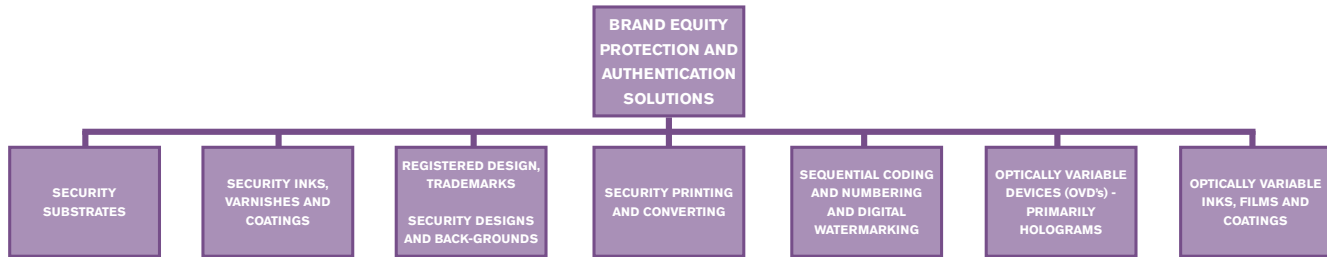 BRAND EQUITY
PROTECTION AND
AUTHENTICATION
SOLUTIONS
SECURITY
SUBSTRATES
SECURITY INKS,
VARNISHES AND
COATINGS
REGISTERED DESIGN,
TRADEMARKS
SECURITY DESIGNS
AND BACK-GROUNDS
SECURITY PRINTING
AND CONVERTING
SEQUENTIAL CODING
AND NUMBERING
AND DIGITAL
WATERMARKING
OPTICALLY VARIABLE
DEVICES (OVD's) -
PRIMARILY
HOLOGRAMS
OPTICALLY VARIABLE
INKS, FILMS AND
COATINGS